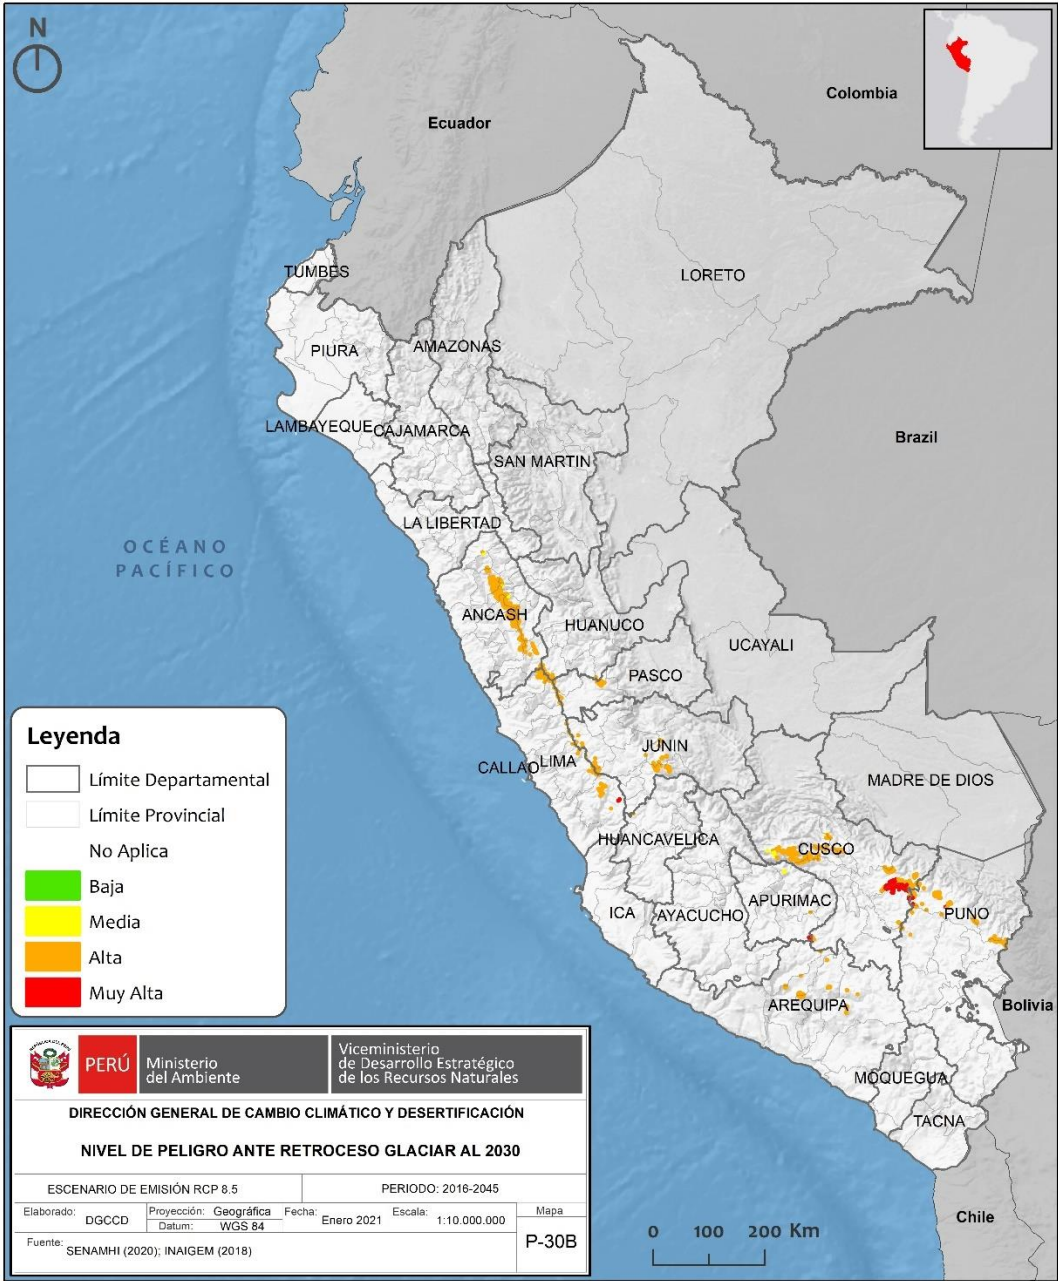 N
Colombia
Ecuador
TUMBES
LORETO
PIURA
AMAZONAS
LAMBAYEQUE
CAJAMARCA
Brazil
SAN MARTIN
LA LIBERTAD
OCÉANO
PACÍFICO
ANCASH
HUANUCO
UCAYALI
PASCO
JUNIN
LIMA
CALLAO
MADRE DE DIOS
HUANCAVELICA
CUSCO
APURIMAC
ICA
AYACUCHO
PUNO
AREQUIPA
Bolivia
MOQUEGUA
TACNA
Chile
Leyenda
Límite Departamental
Límite Provincial
No Aplica
Baja
Media
Alta
Muy Alta
PERÚ
Ministerio
del Ambiente
Viceministerio
de Desarrollo Estratégico
de los Recursos Naturales
DIRECCIÓN GENERAL DE CAMBIO CLIMÁTICO Y DESERTIFICACIÓN
NIVEL DE PELIGRO ANTE RETROCESO GLACIAR AL 2030
ESCENARIO DE EMISIÓN RCP 8.5 PERIODO: 2016-2045
Elaborado: DGCCD Proyección: Geográfica Fecha: Enero 2021 Escala: 1:10.000.000 Mapa
Datum: WGS 84
Fuente: SENAMHI (2020); INAIGEM (2018) P-30B
0 100 200 Km